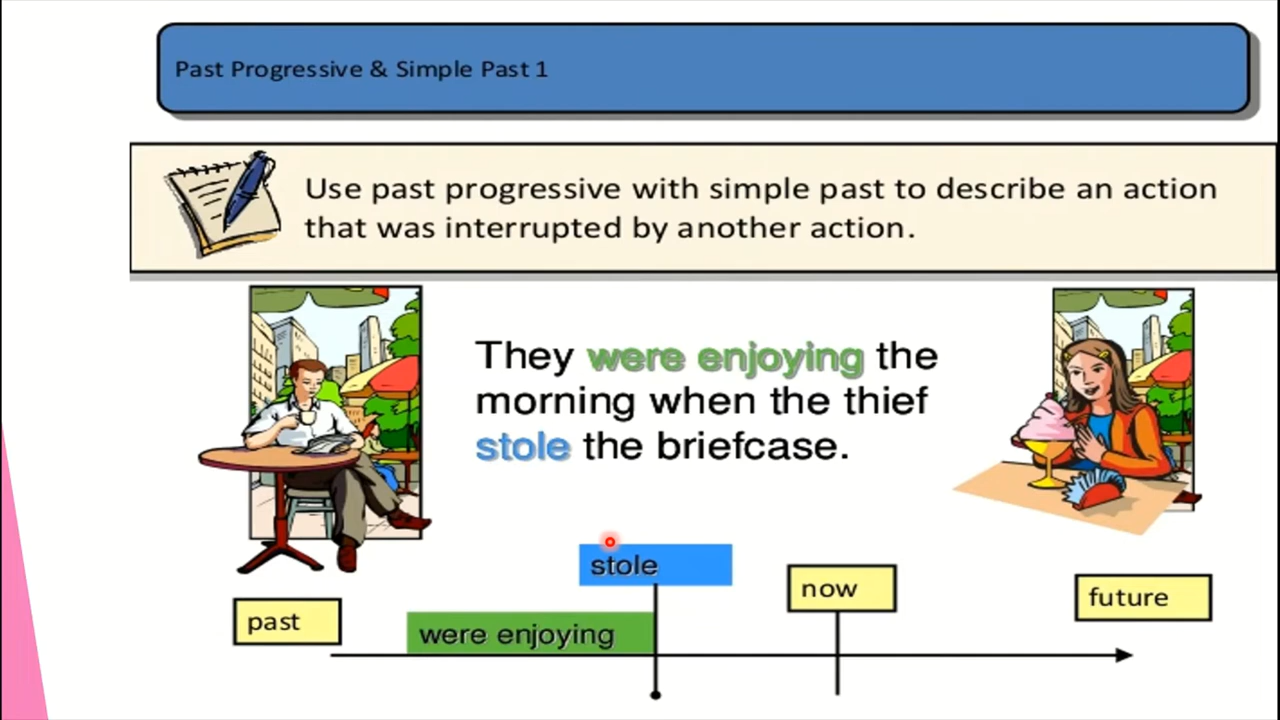 Past Progressive & Simple Past 1
Use past progressive with simple past to describe an action
that was interrupted by another action.
They were enjoying the
morning when the thief
stole the briefcase.
stole
now
future
past
were enjoying